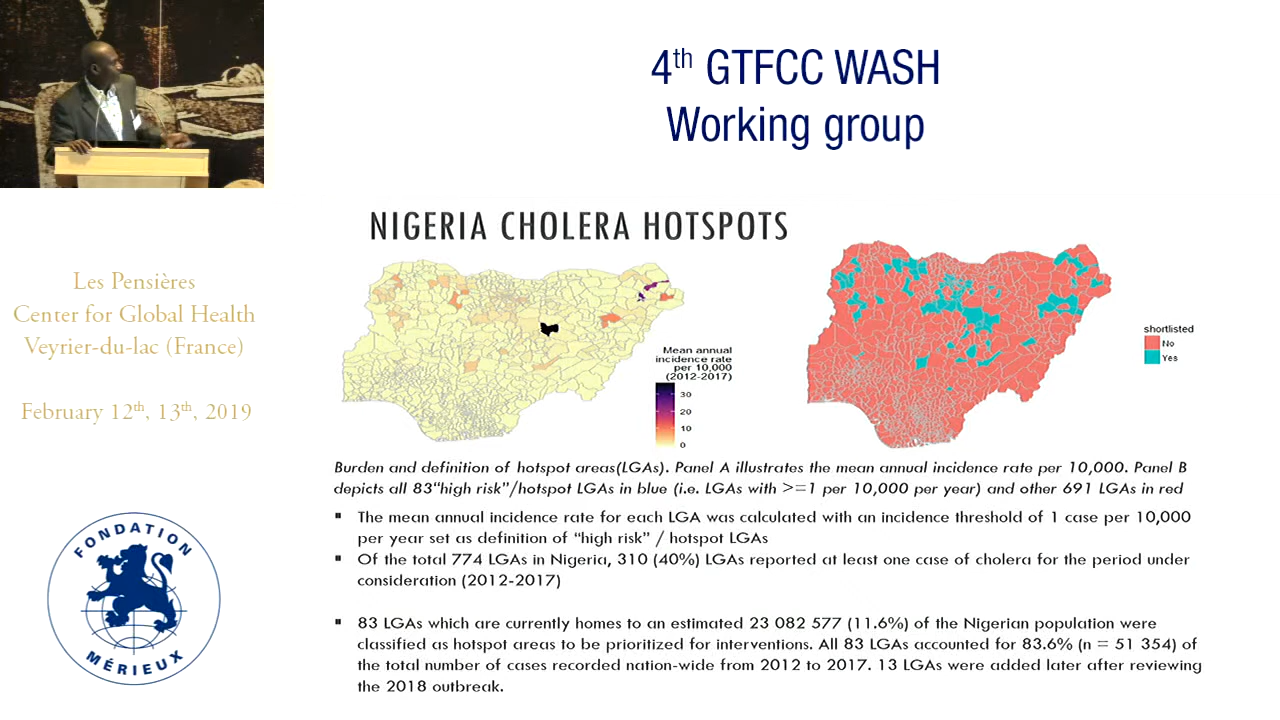 4th GTFCC WASH
Working group
NIGERIA CHOLERA HOTSPOTS
Les Pensières
Center for Global Health
Veyrier-du-lac (France)
February 12th, 13th, 2019
Mean annual
incidence rate
per 10,000
(2012-2017)
30
20
10
0
shortlisted
No
Yes
Burden and definition of hotspot areas(LGAs). Panel A illustrates the mean annual incidence rate per 10,000. Panel B
depicts all 83"high risk"/hotspot LGAs in blue (i.e. LGAs with >=1 per 10,000 per year) and other 691 LGAs in red
▪ The mean annual incidence rate for each LGA was calculated with an incidence threshold of 1 case per 10,000
per year set as definition of "high risk" / hotspot LGAs
▪ Of the total 774 LGAs in Nigeria, 310 (40%) LGAs reported at least one case of cholera for the period under
consideration (2012-2017)
▪ 83 LGAs which are currently homes to an estimated 23 082 577 (11.6%) of the Nigerian population were
classified as hotspot areas to be prioritized for interventions. All 83 LGAs accounted for 83.6% (n = 51 354) of
the total number of cases recorded nation-wide from 2012 to 2017. 13 LGAs were added later after reviewing
the 2018 outbreak.
FONDATION
MÉRIEUX